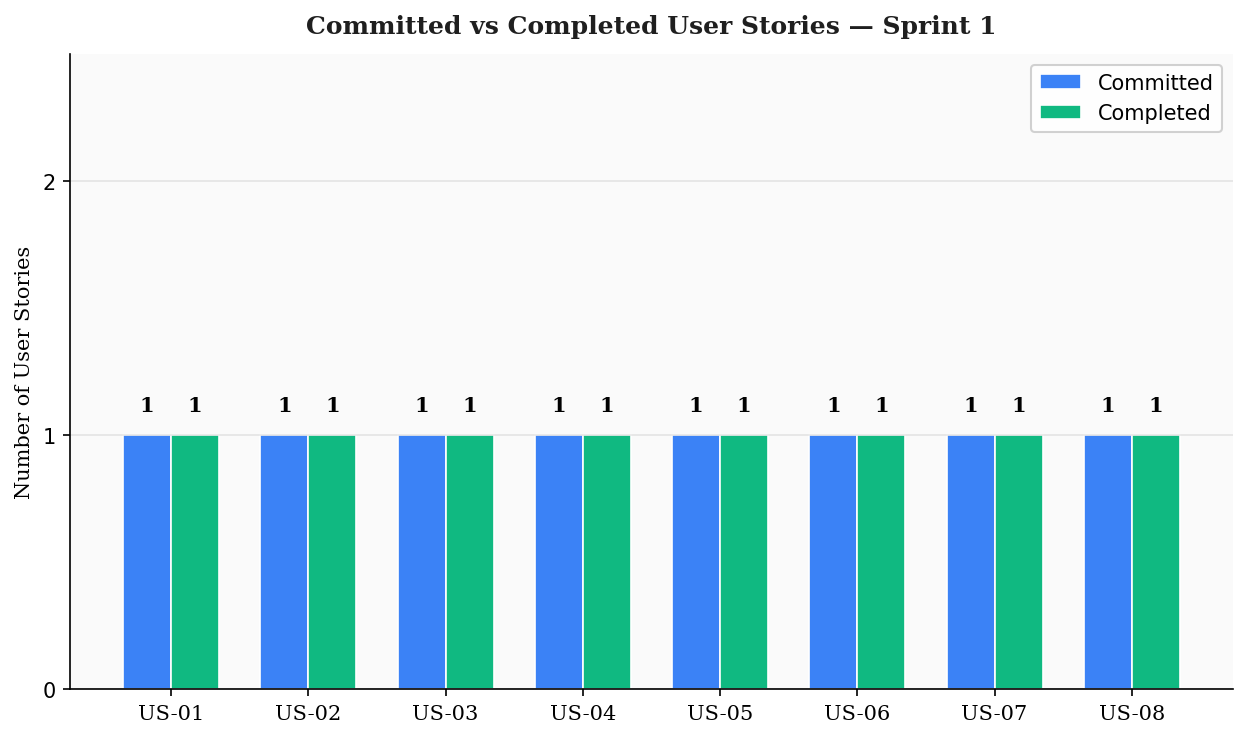 Committed vs Completed User Stories — Sprint 1
Committed
Completed
Number of User Stories
2
1
0
1 1 1 1 1 1 1 1 1 1 1 1 1 1 1 1
US-01 US-02 US-03 US-04 US-05 US-06 US-07 US-08